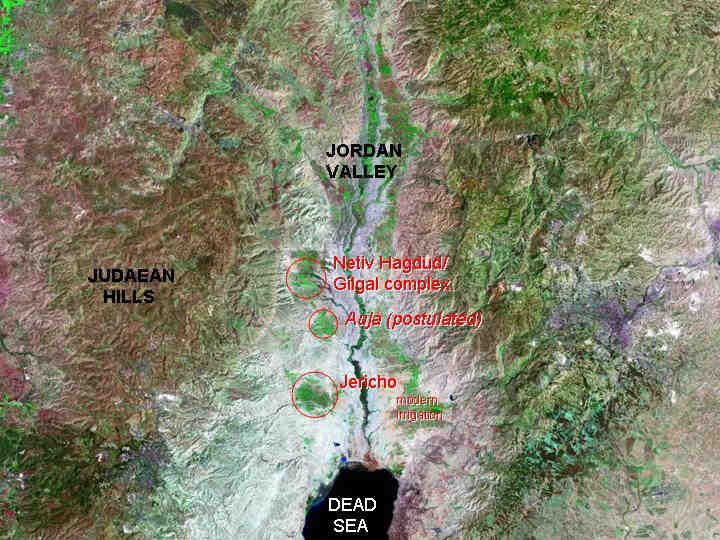 JORDAN
VALLEY
Netiv Hagdud/
Gilgal complex
JUDAEAN
HILLS
Auja (postulated)
Jericho
modern
irrigation
DEAD
SEA